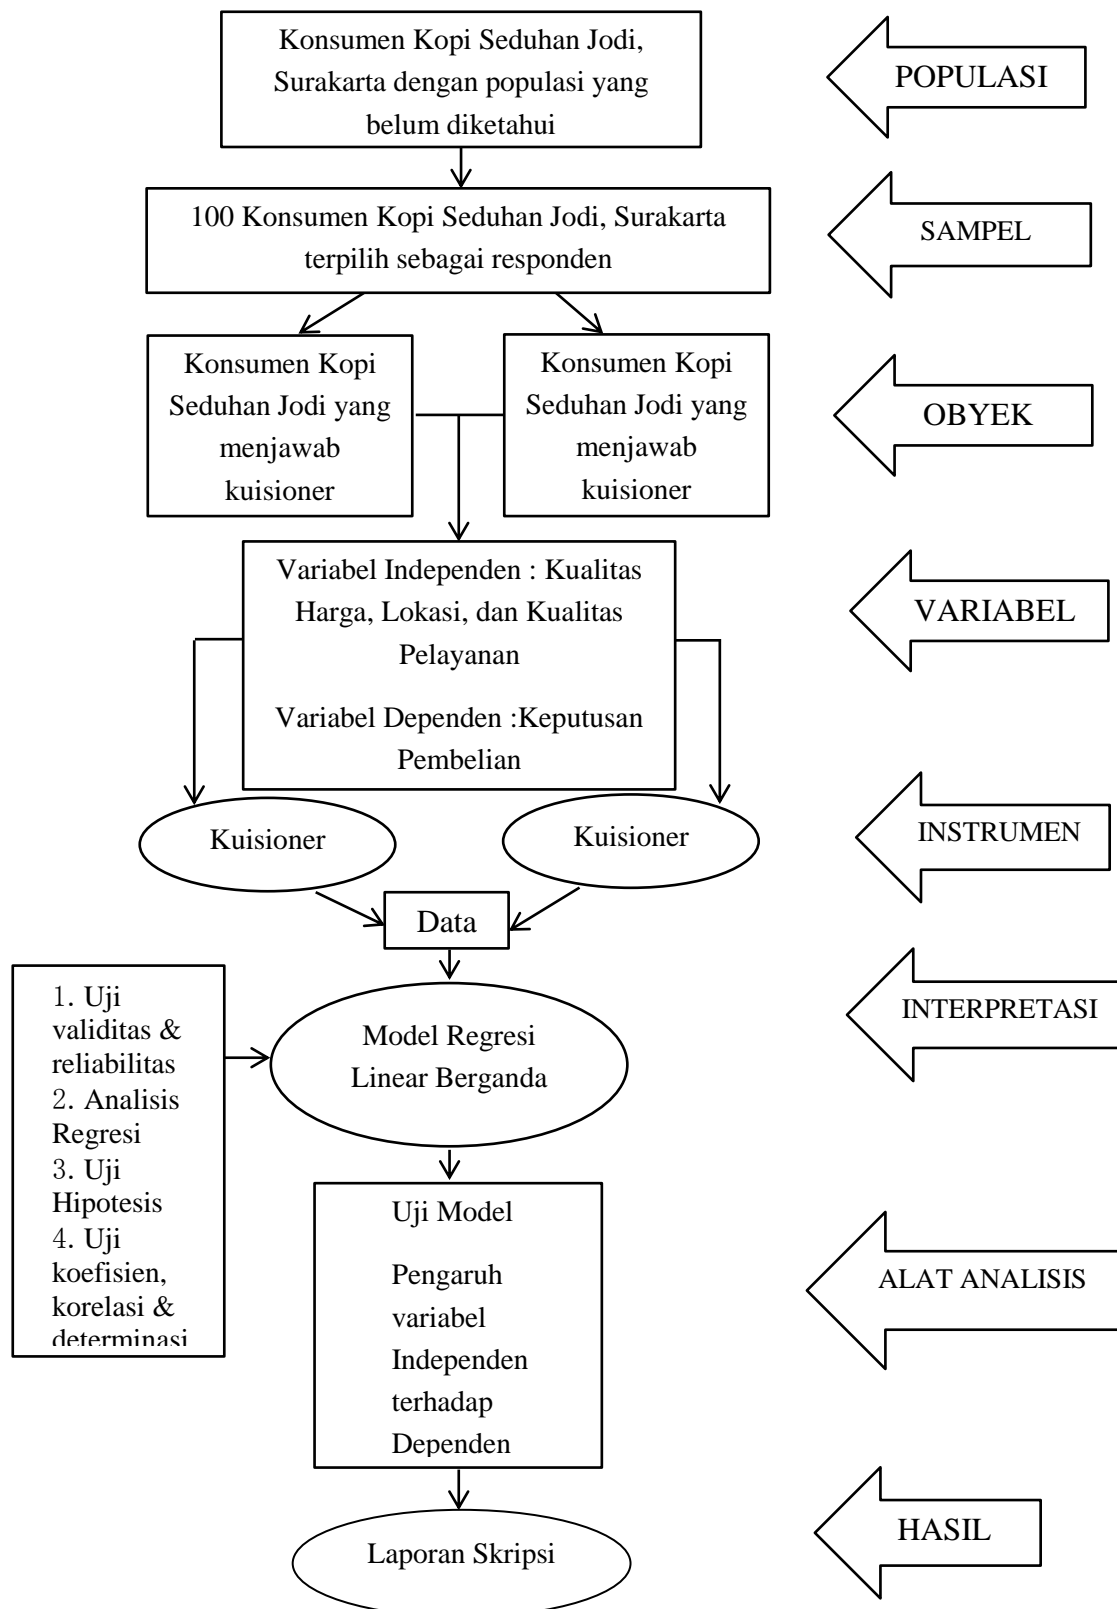 Konsumen Kopi Seduhan Jodi,
Surakarta dengan populasi yang
belum diketahui
POPULASI
100 Konsumen Kopi Seduhan Jodi, Surakarta
terpilih sebagai responden
SAMPEL
Konsumen Kopi
Seduhan Jodi yang
menjawab
kuisioner
Konsumen Kopi
Seduhan Jodi yang
menjawab
kuisioner
OBYEK
Variabel Independen : Kualitas
Harga, Lokasi, dan Kualitas
Pelayanan
Variabel Dependen :Keputusan
Pembelian
VARIABEL
Kuisioner
Kuisioner
INSTRUMEN
Data
1. Uji
validitas &
reliabilitas
2. Analisis
Regresi
3. Uji
Hipotesis
4. Uji
koefisien,
korelasi &
determinasi
Model Regresi
Linear Berganda
INTERPRETASI
Uji Model
Pengaruh
variabel
Independen
terhadap
Dependen
ALAT ANALISIS
Laporan Skripsi
HASIL